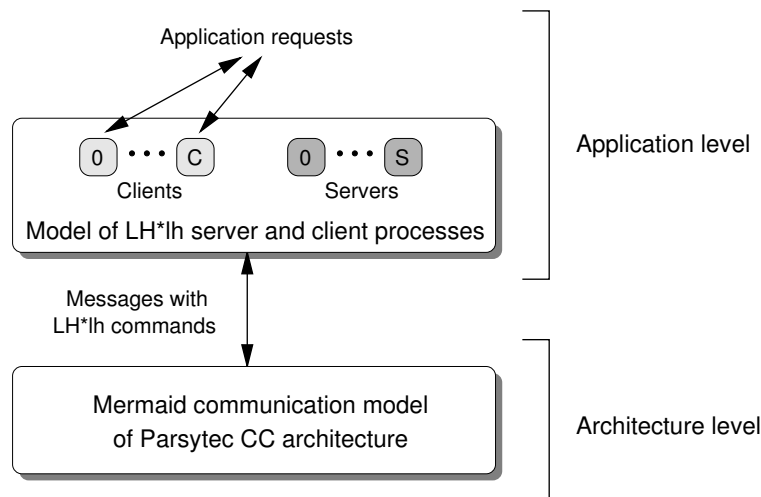 Application requests
0 ••• C
0 ••• S
Clients
Servers
Model of LH*lh server and client processes
Application level
Messages with
LH*lh commands
Mermaid communication model
of Parsytec CC architecture
Architecture level